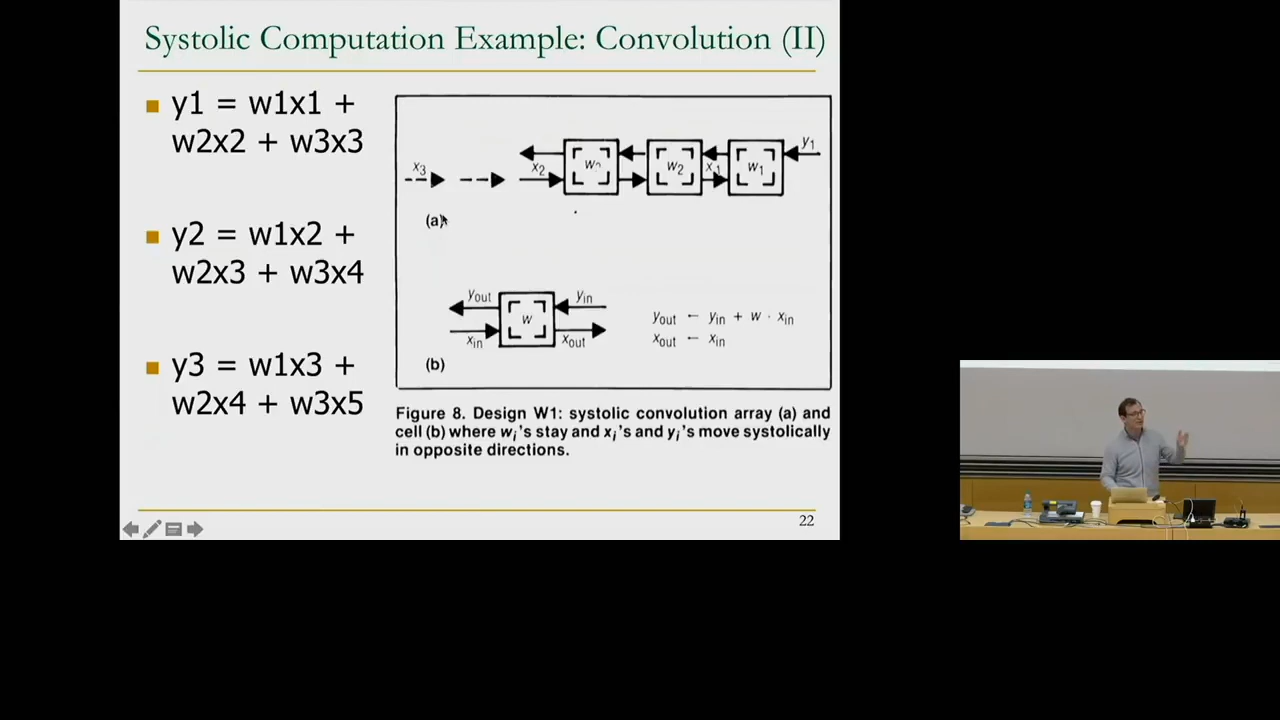 Systolic Computation Example: Convolution (II)
y1 = w1x1 +
w2x2 + w3x3
y2 = w1x2 +
w2x3 + w3x4
y3 = w1x3 +
w2x4 + w3x5
y1
x3 x2 w2 x1 w1
(a)
yout yin
w
xin xout
yout ← yin + w · xin
xout ← xin
(b)
Figure 8. Design W1: systolic convolution array (a) and
cell (b) where wi's stay and xi's and yi's move systolically
in opposite directions.
22